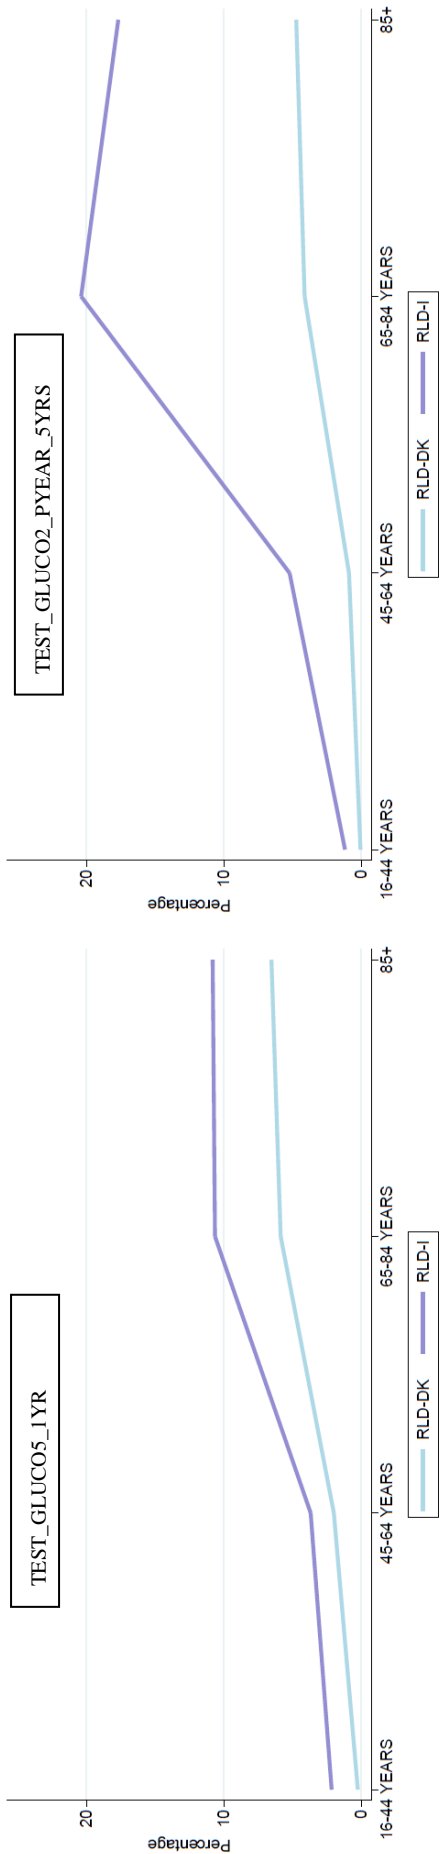 TEST_GLUCO5_1YR
Percentage
20
10
0
16-44 YEARS
45-64 YEARS
65-84 YEARS
85+
RLD-DK
RLD-I
TEST_GLUCO2_PYEAR_5YRS
Percentage
20
10
0
16-44 YEARS
45-64 YEARS
65-84 YEARS
85+
RLD-DK
RLD-I